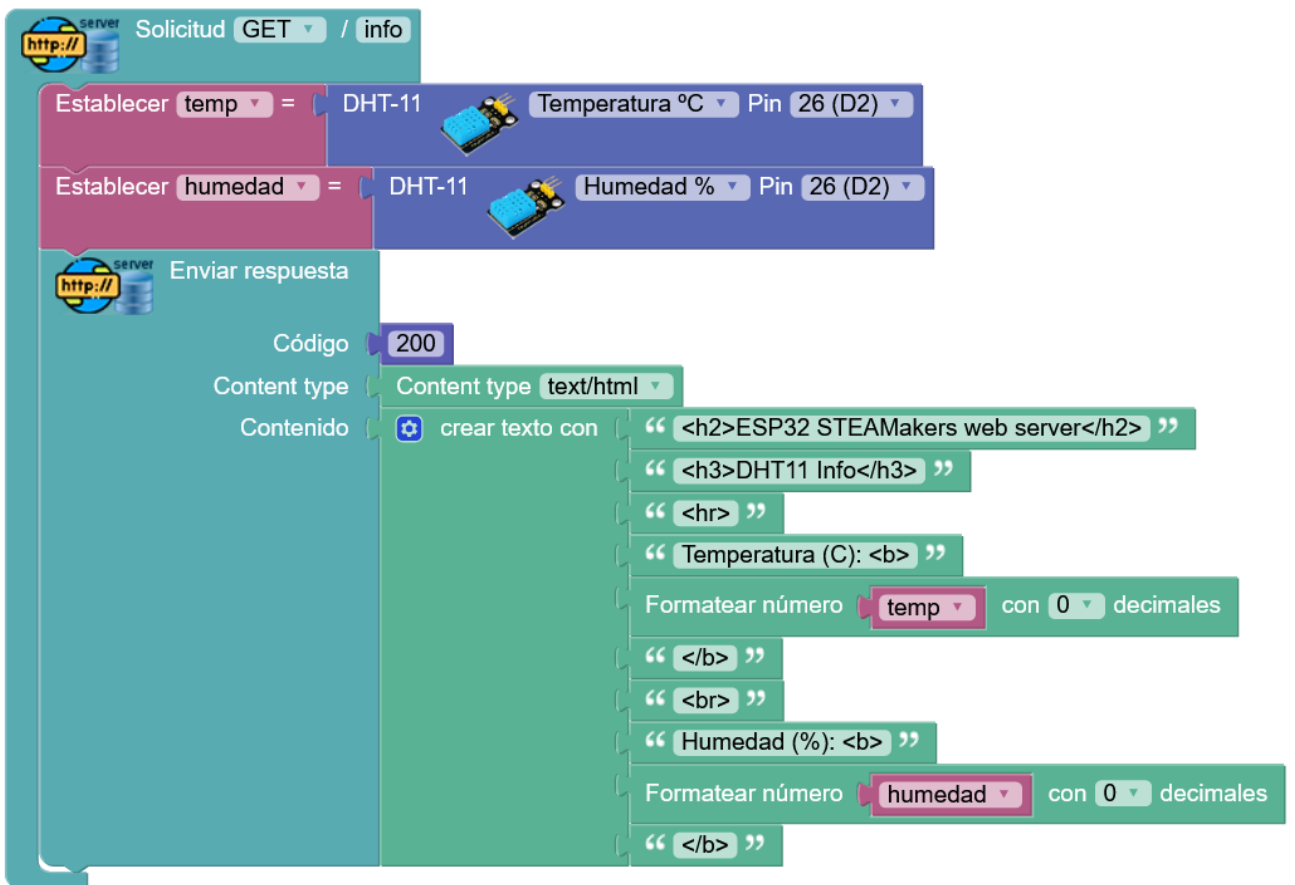 http:// server Solicitud GET / info
Establecer temp = DHT-11 Temperatura ºC Pin 26 (D2)
Establecer humedad = DHT-11 Humedad % Pin 26 (D2)
http:// server Enviar respuesta
Código 200
Content type Content type text/html
Contenido crear texto con “ <h2>ESP32 STEAMakers web server</h2> ”
“ <h3>DHT11 Info</h3> ”
“ <hr> ”
“ Temperatura (C): <b> ”
Formatear número temp con 0 decimales
“ </b> ”
“ <br> ”
“ Humedad (%): <b> ”
Formatear número humedad con 0 decimales
“ </b> ”